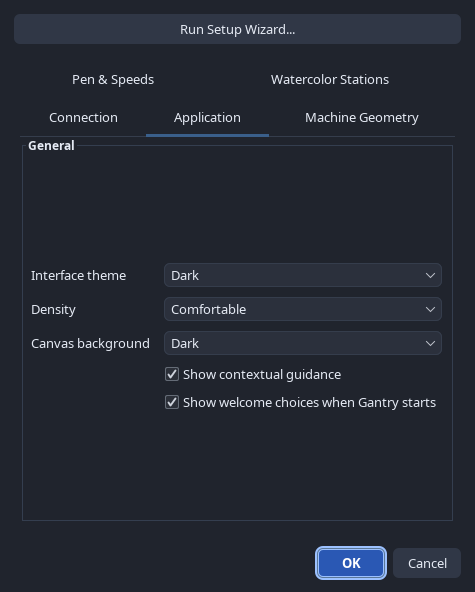 Run Setup Wizard...
Pen & Speeds
Watercolor Stations
Connection
Application
Machine Geometry
General
Interface theme
Dark
Density
Comfortable
Canvas background
Dark
Show contextual guidance
Show welcome choices when Gantry starts
OK
Cancel